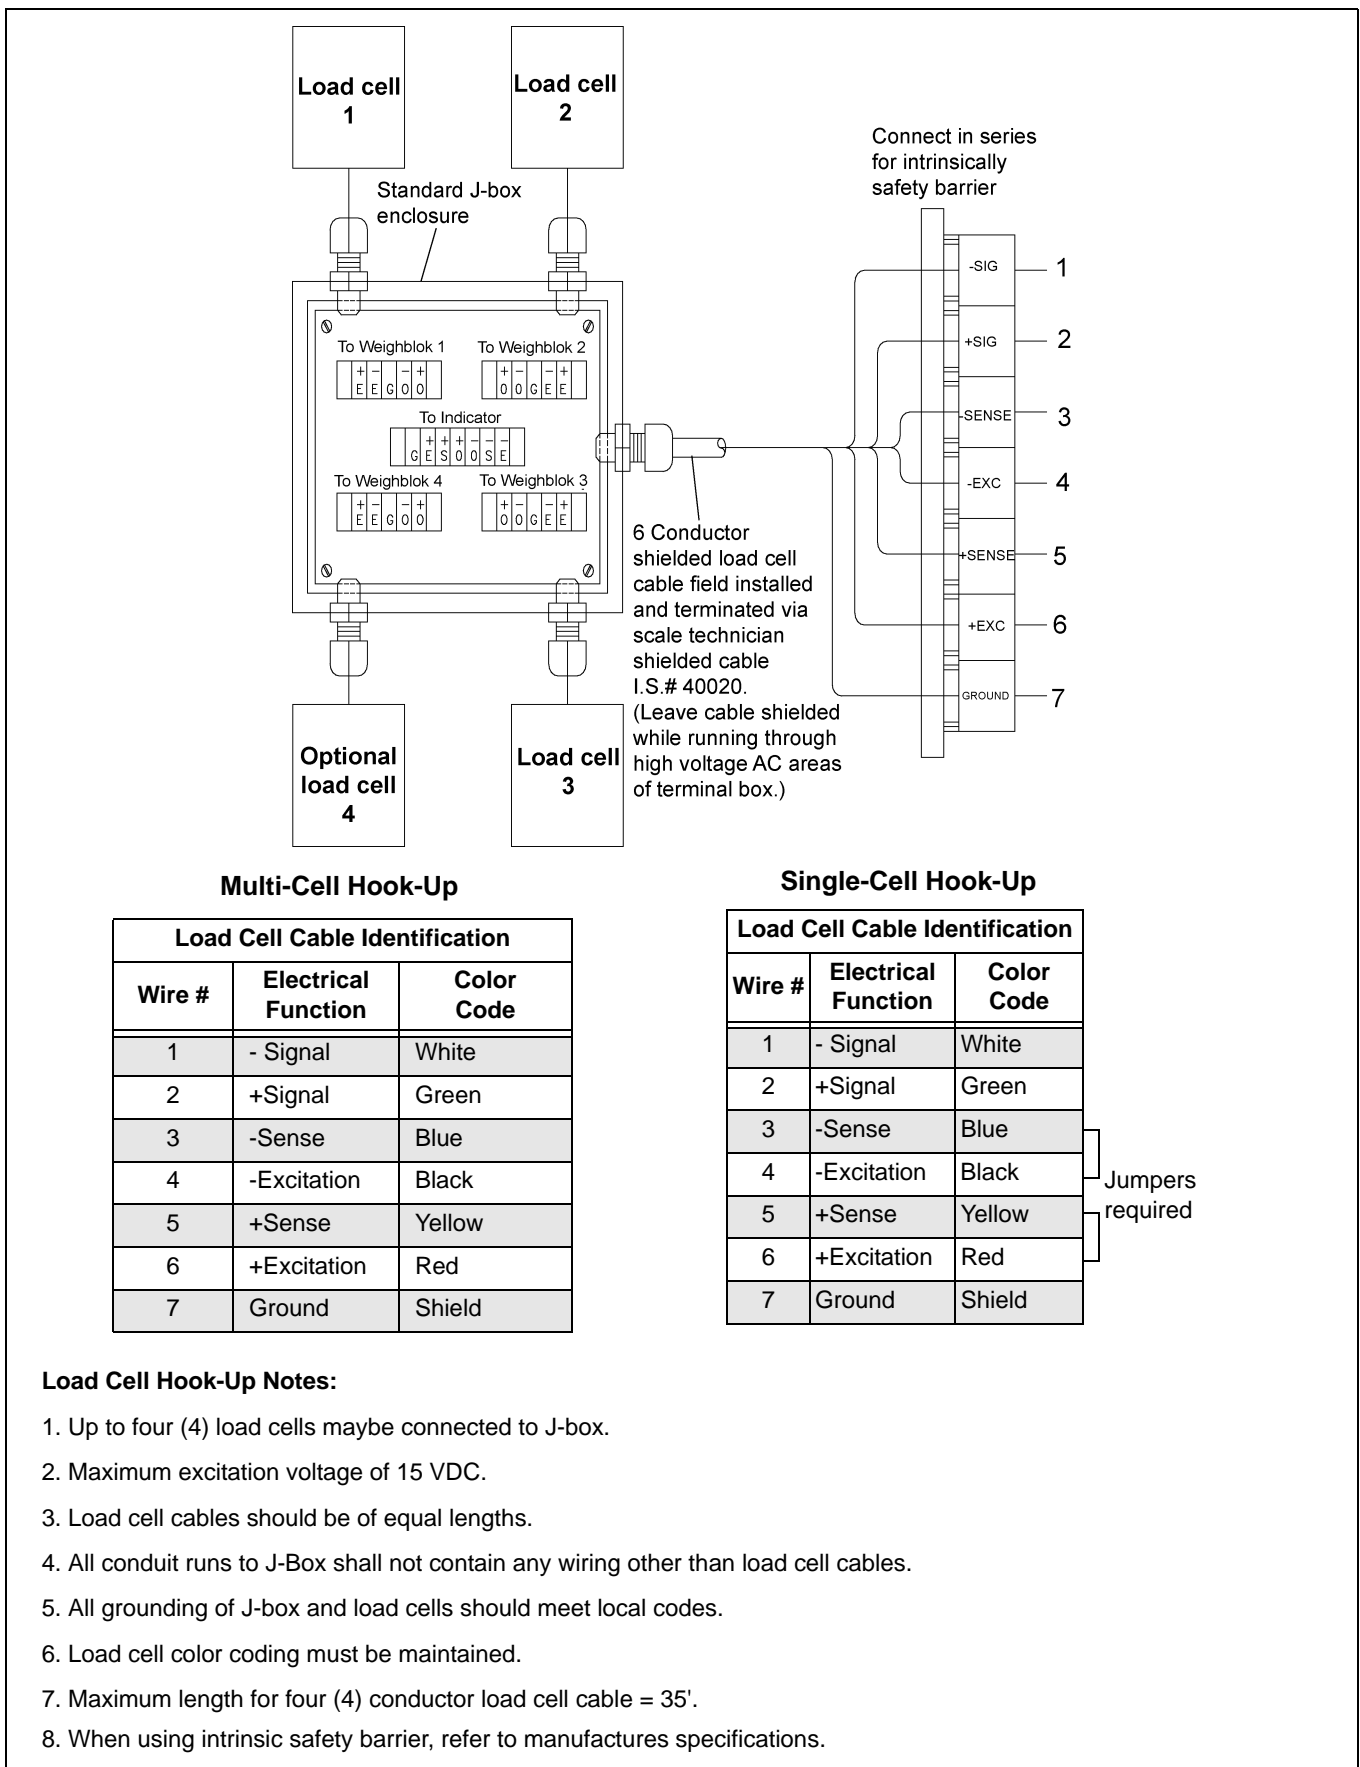 Load cell
1
Load cell
2
Standard J-box
enclosure
Connect in series
for intrinsically
safety barrier
To Weighblok 1
+ - - +
E E G O O
To Weighblok 2
+ - - +
O O G E E
To Indicator
+ + + - - -
G E S O O S E
To Weighblok 4
+ - - +
E E G O O
To Weighblok 3
+ - - +
O O G E E
-SIG 1
+SIG 2
-SENSE 3
-EXC 4
+SENSE 5
+EXC 6
GROUND 7
6 Conductor
shielded load cell
cable field installed
and terminated via
scale technician
shielded cable
I.S.# 40020.
(Leave cable shielded
while running through
high voltage AC areas
of terminal box.)
Optional
load cell
4
Load cell
3
Multi-Cell Hook-Up
Load Cell Cable Identification
Wire # Electrical Function Color Code
1 - Signal White
2 +Signal Green
3 -Sense Blue
4 -Excitation Black
5 +Sense Yellow
6 +Excitation Red
7 Ground Shield
Single-Cell Hook-Up
Load Cell Cable Identification
Wire # Electrical Function Color Code
1 - Signal White
2 +Signal Green
3 -Sense Blue
4 -Excitation Black
5 +Sense Yellow
6 +Excitation Red
7 Ground Shield
Jumpers
required
Load Cell Hook-Up Notes:
1. Up to four (4) load cells maybe connected to J-box.
2. Maximum excitation voltage of 15 VDC.
3. Load cell cables should be of equal lengths.
4. All conduit runs to J-Box shall not contain any wiring other than load cell cables.
5. All grounding of J-box and load cells should meet local codes.
6. Load cell color coding must be maintained.
7. Maximum length for four (4) conductor load cell cable = 35'.
8. When using intrinsic safety barrier, refer to manufactures specifications.